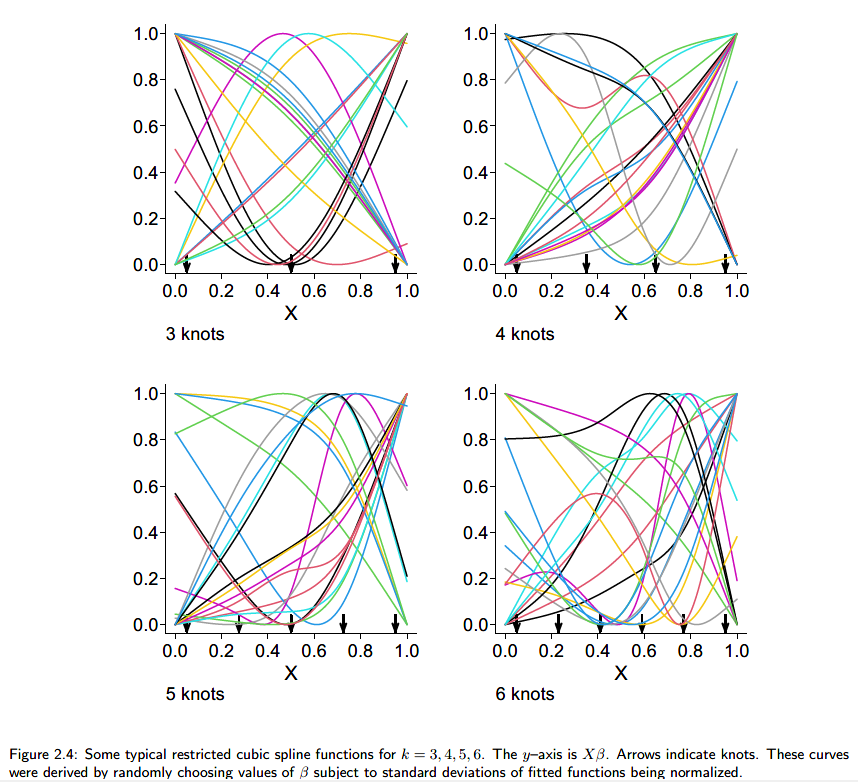 1.0
0.8
0.6
0.4
0.2
0.0
0.0 0.2 0.4 0.6 0.8 1.0
X
3 knots
1.0
0.8
0.6
0.4
0.2
0.0
0.0 0.2 0.4 0.6 0.8 1.0
X
4 knots
1.0
0.8
0.6
0.4
0.2
0.0
0.0 0.2 0.4 0.6 0.8 1.0
X
5 knots
1.0
0.8
0.6
0.4
0.2
0.0
0.0 0.2 0.4 0.6 0.8 1.0
X
6 knots
Figure 2.4: Some typical restricted cubic spline functions for k = 3, 4, 5, 6. The y–axis is Xβ. Arrows indicate knots. These curves
were derived by randomly choosing values of β subject to standard deviations of fitted functions being normalized.